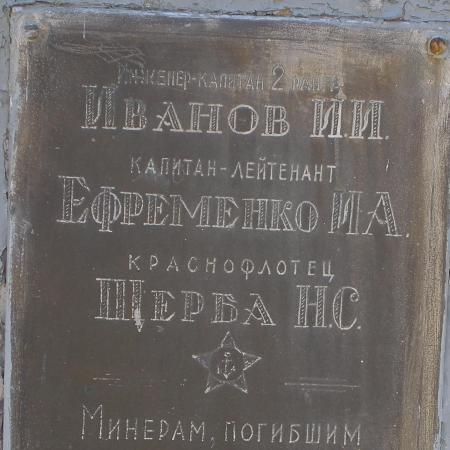 ИНЖЕНЕР-КАПИТАН 2 РАНГА
ИВАНОВ И.И.
КАПИТАН-ЛЕЙТЕНАНТ
ЕФРЕМЕНКО И.А.
КРАСНОФЛОТЕЦ
ЩЕРБА Н.С.
МИНЕРАМ, ПОГИБШИМ